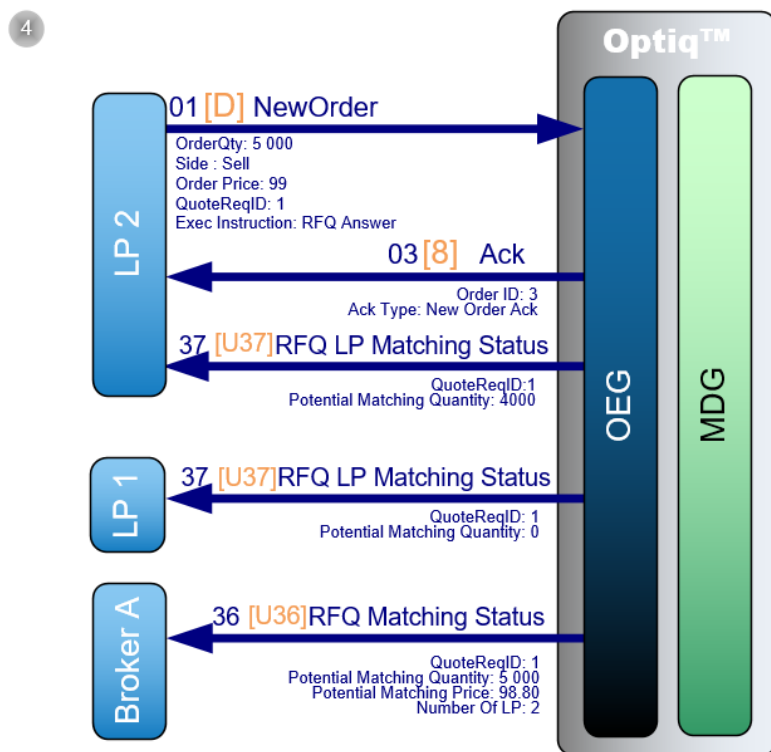 4
Optiq™
01 [D] NewOrder
OrderQty: 5 000
Side : Sell
Order Price: 99
QuoteReqID: 1
Exec Instruction: RFQ Answer
LP 2
03 [8] Ack
Order ID: 3
Ack Type: New Order Ack
37 [U37]RFQ LP Matching Status
QuoteReqID:1
Potential Matching Quantity: 4000
OEG
MDG
LP 1
37 [U37]RFQ LP Matching Status
QuoteReqID: 1
Potential Matching Quantity: 0
Broker A
36 [U36]RFQ Matching Status
QuoteReqID: 1
Potential Matching Quantity: 5 000
Potential Matching Price: 98.80
Number Of LP: 2